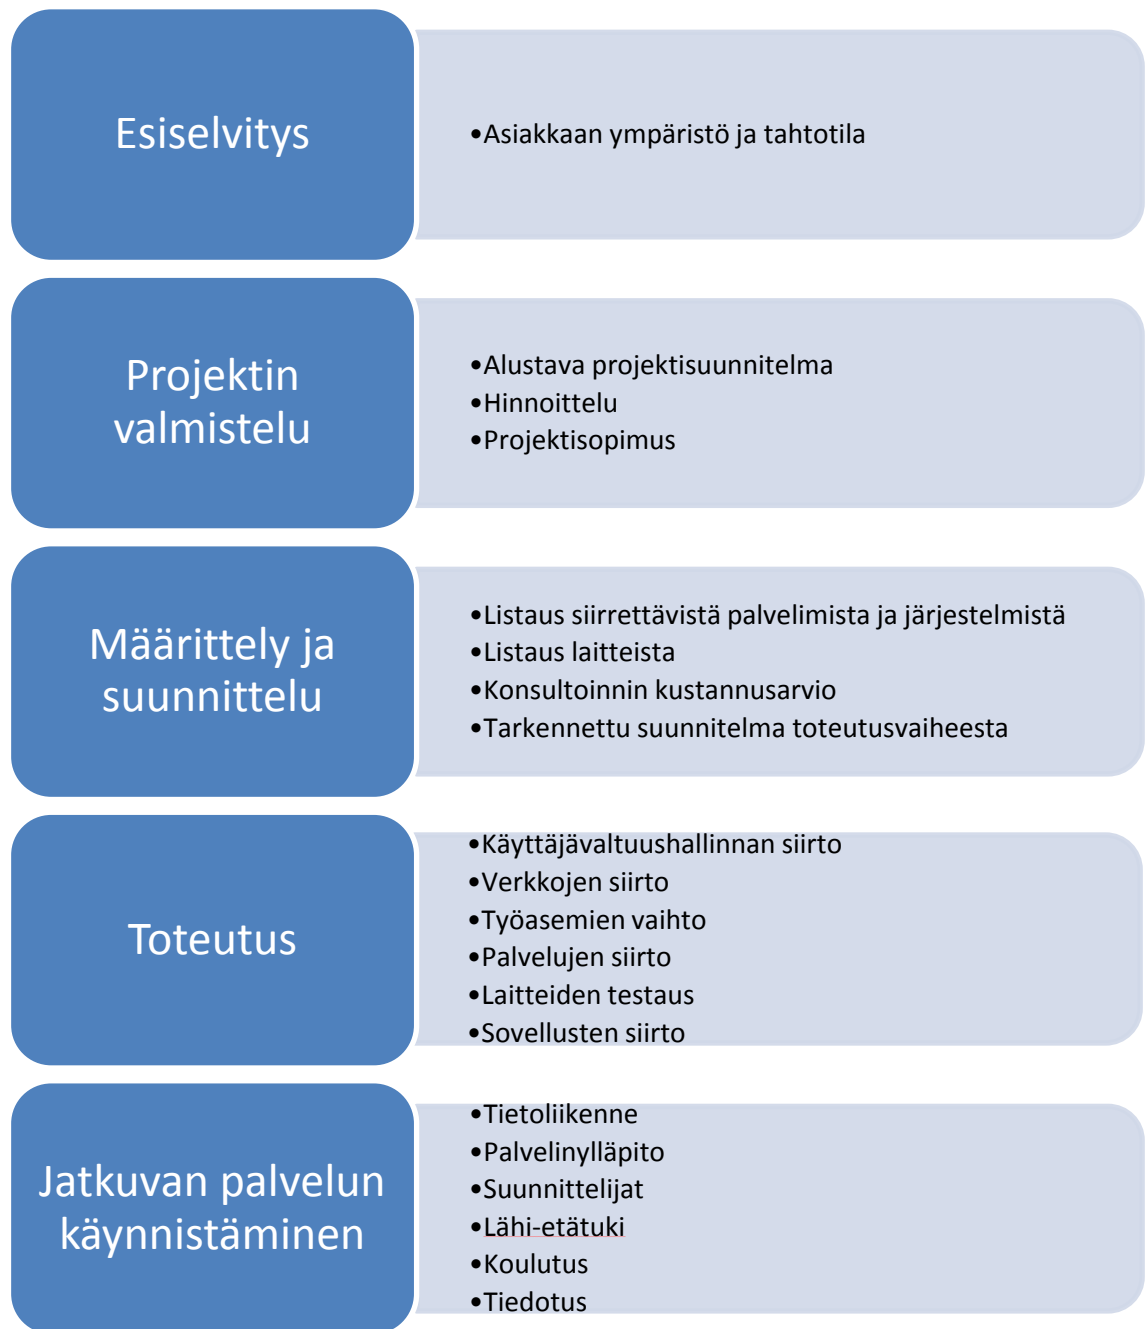 Esiselvitys
•Asiakkaan ympäristö ja tahtotila
Projektin
valmistelu
•Alustava projektisuunnitelma
•Hinnoittelu
•Projektisopimus
Määrittely ja
suunnittelu
•Listaus siirrettävistä palvelimista ja järjestelmistä
•Listaus laitteista
•Konsultoinnin kustannusarvio
•Tarkennettu suunnitelma toteutusvaiheesta
Toteutus
•Käyttäjävaltuushallinnan siirto
•Verkkojen siirto
•Työasemien vaihto
•Palvelujen siirto
•Laitteiden testaus
•Sovellusten siirto
Jatkuvan palvelun
käynnistäminen
•Tietoliikenne
•Palvelinylläpito
•Suunnittelijat
•Lähi-etätuki
•Koulutus
•Tiedotus